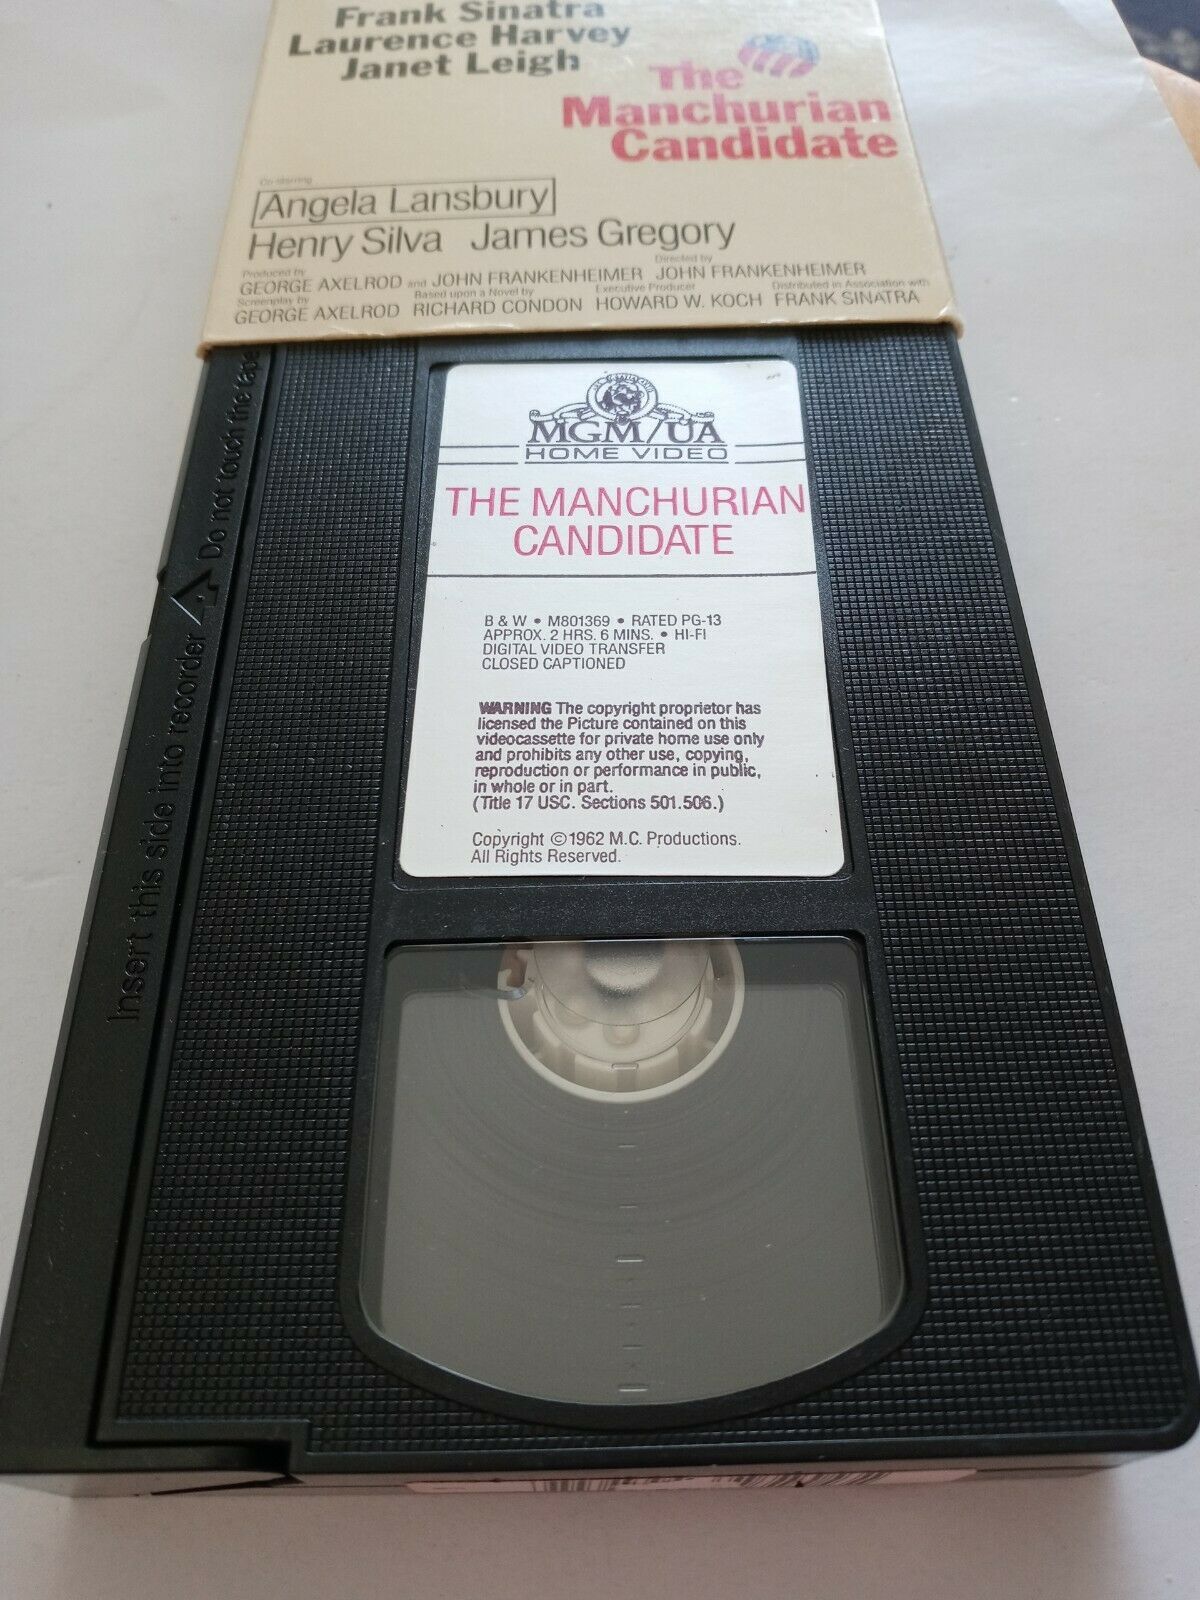 Frank Sinatra
Laurence Harvey
Janet Leigh
The
Manchurian
Candidate
Co-starring
Angela Lansbury
Henry Silva James Gregory
Produced by
GEORGE AXELROD and JOHN FRANKENHEIMER
Directed by
JOHN FRANKENHEIMER
Screenplay by
GEORGE AXELROD
Based upon a Novel by
RICHARD CONDON
Executive Producer
HOWARD W. KOCH
Distributed in Association with
FRANK SINATRA
Insert this side into recorder
Do not touch the tape
MGM/UA
HOME VIDEO
THE MANCHURIAN
CANDIDATE
B & W • M801369 • RATED PG-13
APPROX. 2 HRS. 6 MINS. • HI-FI
DIGITAL VIDEO TRANSFER
CLOSED CAPTIONED
WARNING The copyright proprietor has
licensed the Picture contained on this
videocassette for private home use only
and prohibits any other use, copying,
reproduction or performance in public,
in whole or in part.
(Title 17 USC. Sections 501.506.)
Copyright ©1962 M.C. Productions.
All Rights Reserved.